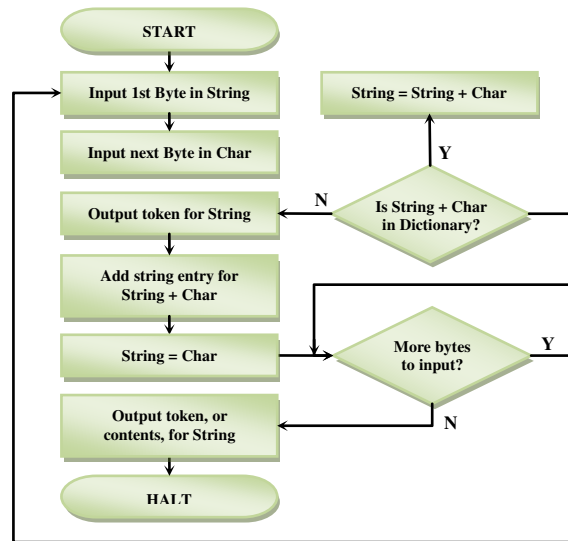 START
Input 1st Byte in String
String = String + Char
Input next Byte in Char
Y
N
Output token for String
Is String + Char
in Dictionary?
Add string entry for
String + Char
String = Char
More bytes
to input?
Y
Output token, or
contents, for String
N
HALT